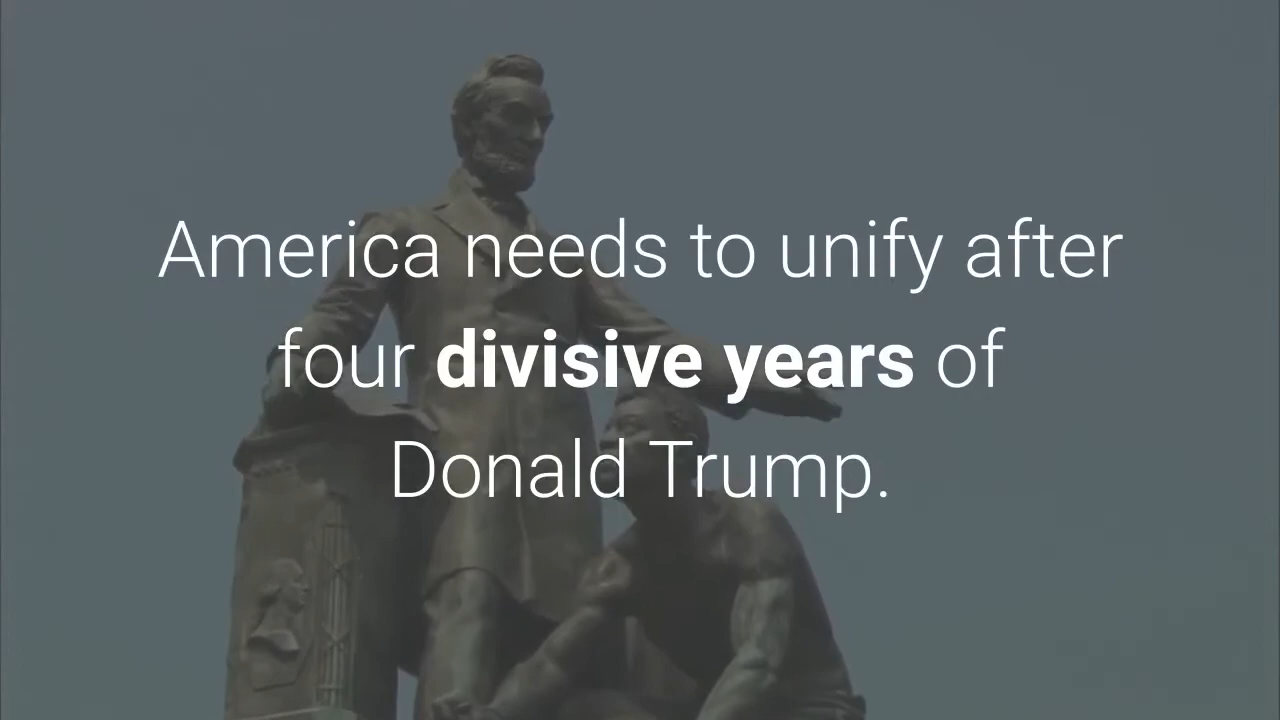 America needs to unify after
four divisive years of
Donald Trump.